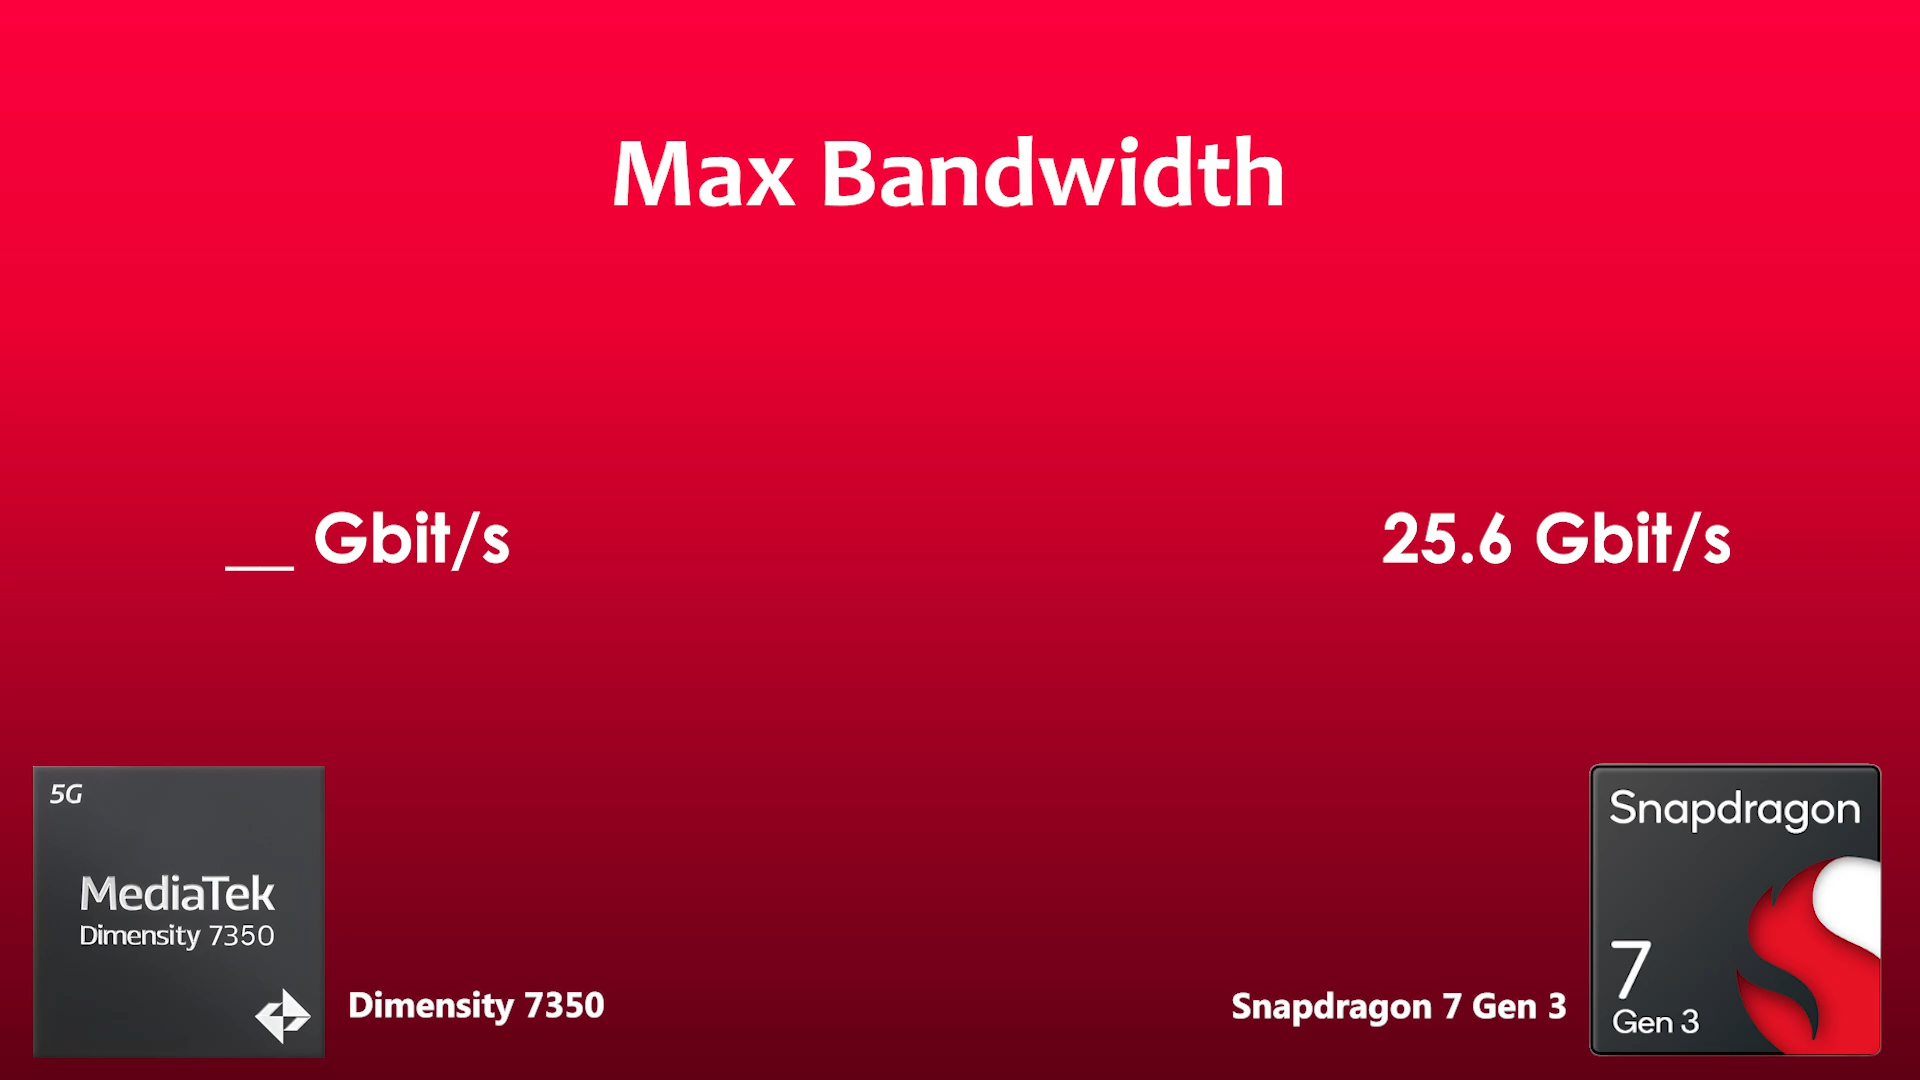 Max Bandwidth
__ Gbit/s
25.6 Gbit/s
5G
MediaTek
Dimensity 7350
Dimensity 7350
Snapdragon 7 Gen 3
Snapdragon
7
Gen 3